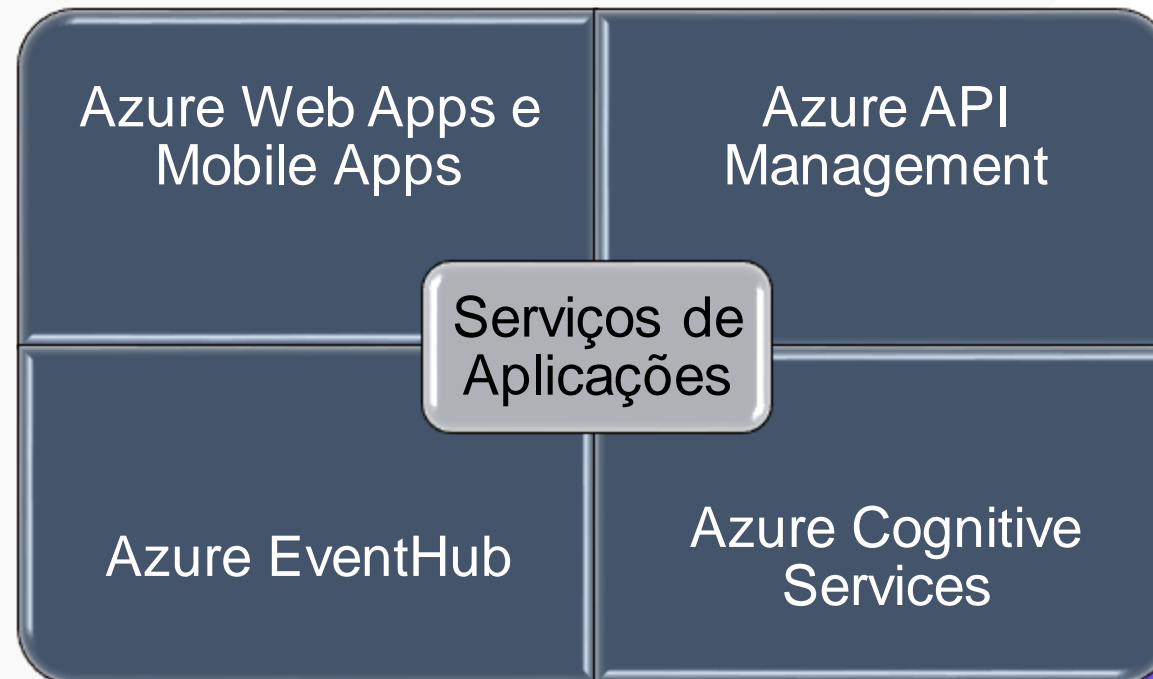 Azure Web Apps e
Mobile Apps
Azure API
Management
Serviços de
Aplicações
Azure EventHub
Azure Cognitive
Services